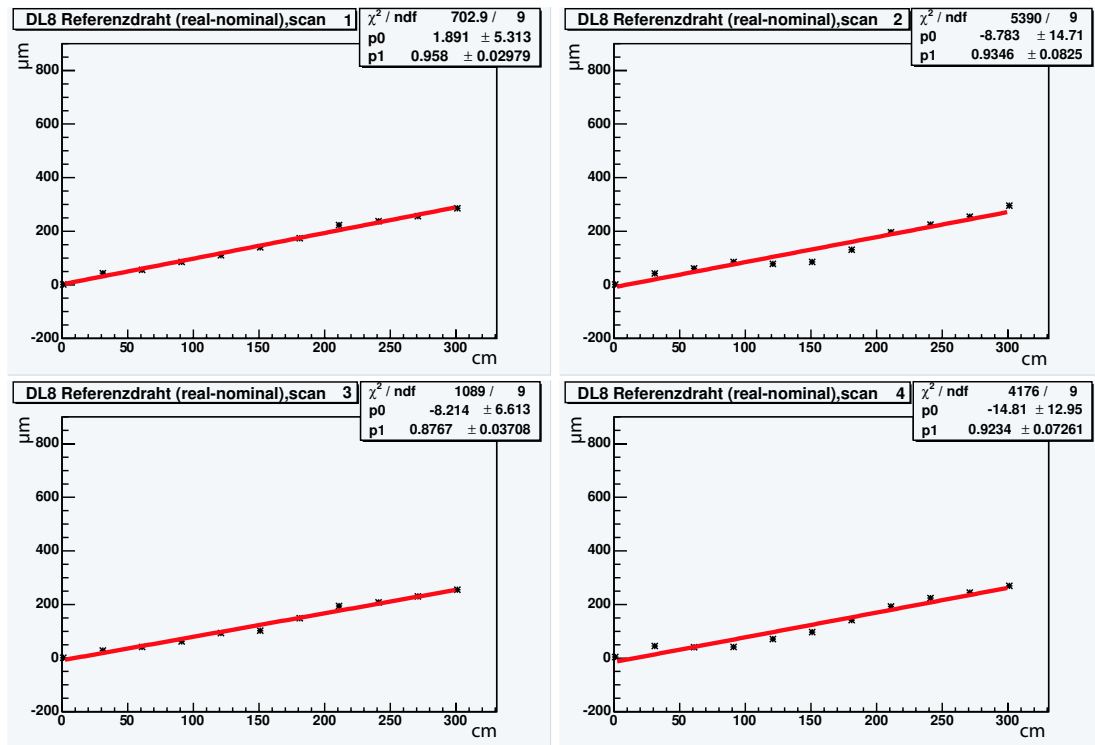 DL8 Referenzdraht (real-nominal),scan 1
χ² / ndf 702.9 / 9
p0 1.891 ± 5.313
p1 0.958 ± 0.02979
µm
800
600
400
200
0
-200
0 50 100 150 200 250 300
cm
DL8 Referenzdraht (real-nominal),scan 2
χ² / ndf 5390 / 9
p0 -8.783 ± 14.71
p1 0.9346 ± 0.0825
µm
800
600
400
200
0
-200
0 50 100 150 200 250 300
cm
DL8 Referenzdraht (real-nominal),scan 3
χ² / ndf 1089 / 9
p0 -8.214 ± 6.613
p1 0.8767 ± 0.03708
µm
800
600
400
200
0
-200
0 50 100 150 200 250 300
cm
DL8 Referenzdraht (real-nominal),scan 4
χ² / ndf 4176 / 9
p0 -14.81 ± 12.95
p1 0.9234 ± 0.07261
µm
800
600
400
200
0
-200
0 50 100 150 200 250 300
cm